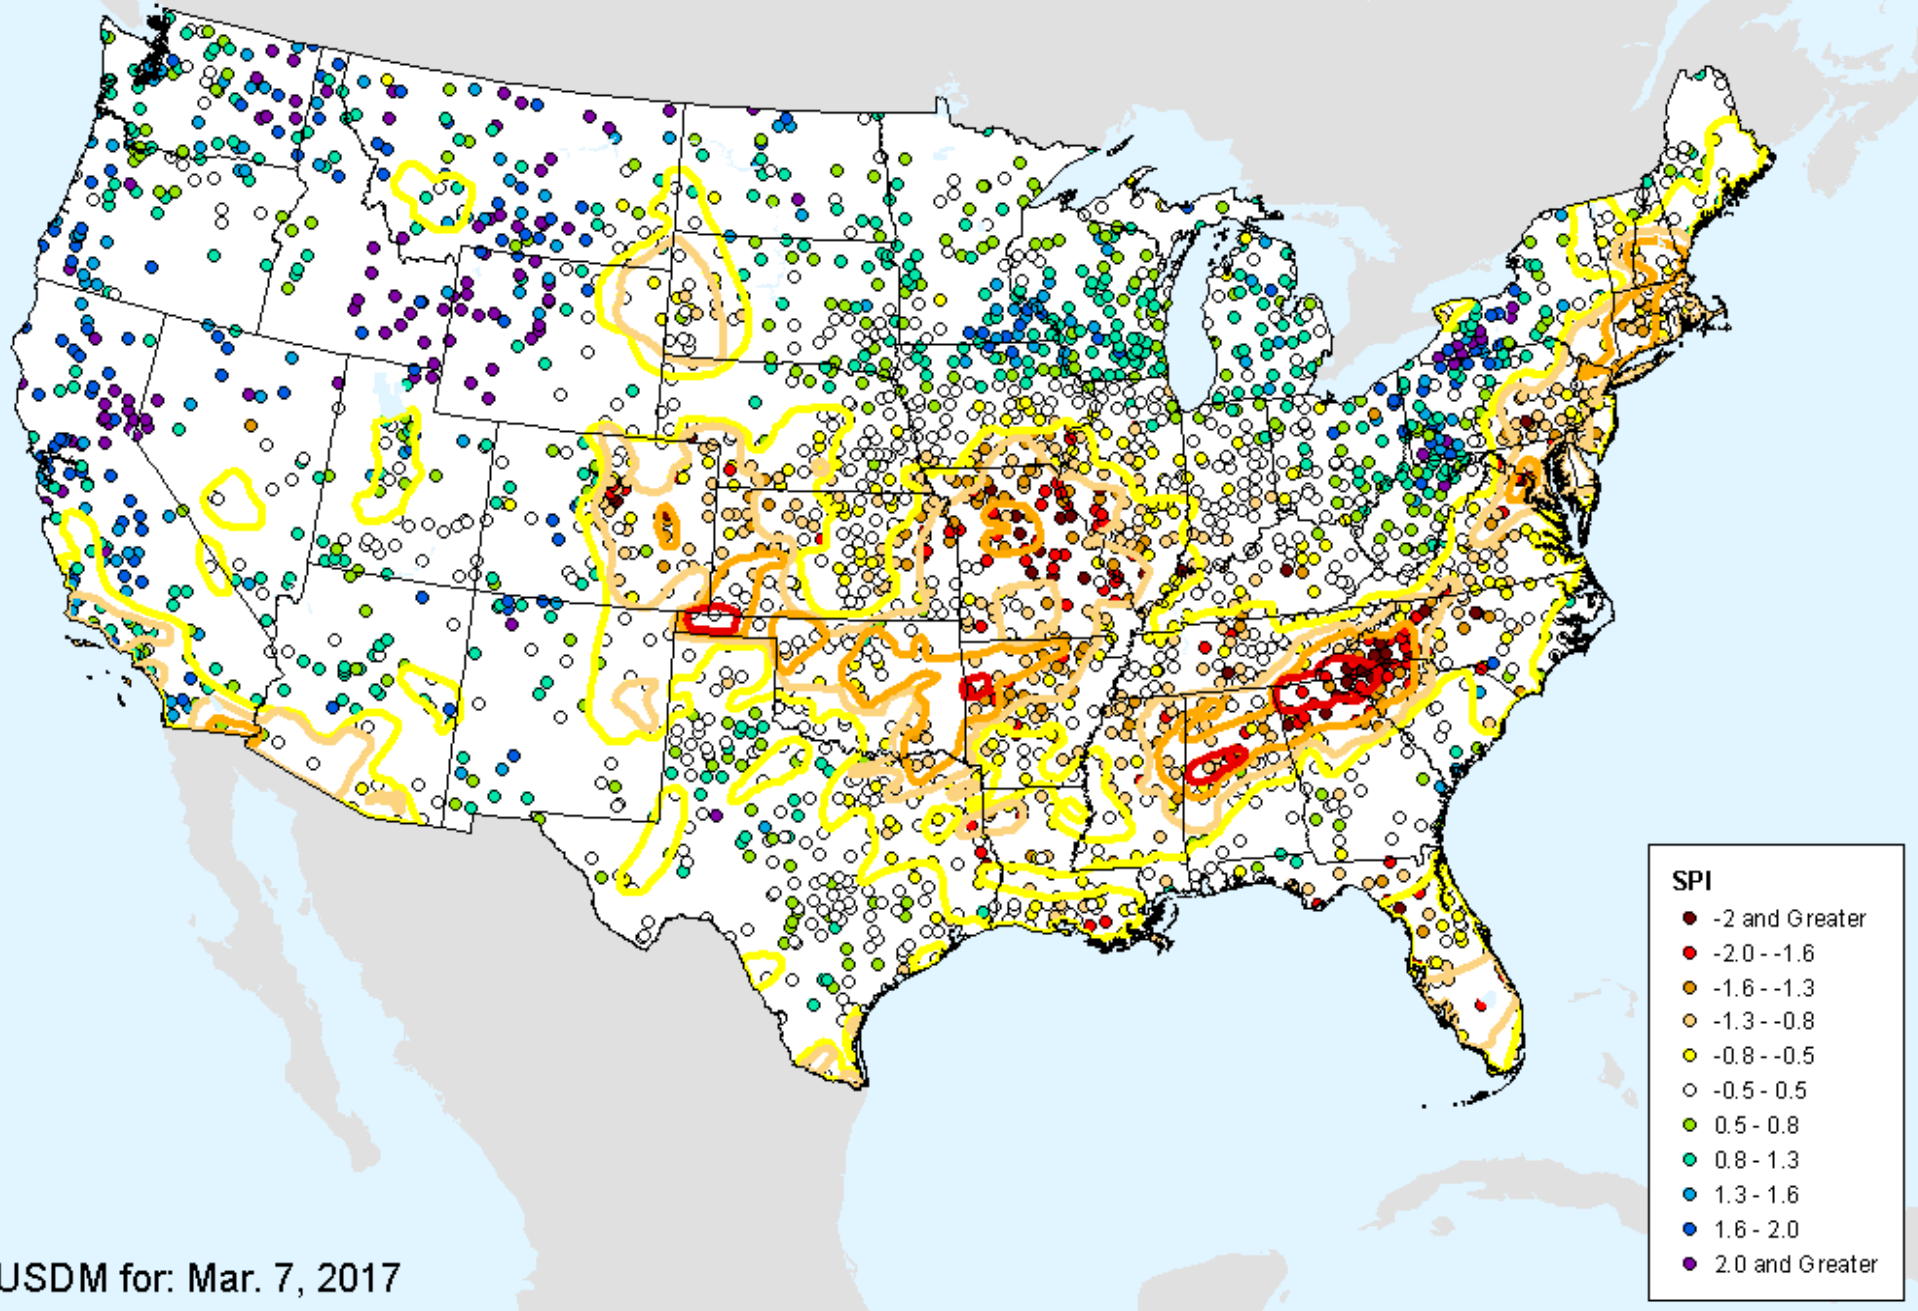 SPI
-2 and Greater
-2.0 - -1.6
-1.6 - -1.3
-1.3 - -0.8
-0.8 - -0.5
-0.5 - 0.5
0.5 - 0.8
0.8 - 1.3
1.3 - 1.6
1.6 - 2.0
2.0 and Greater
USDM for: Mar. 7, 2017